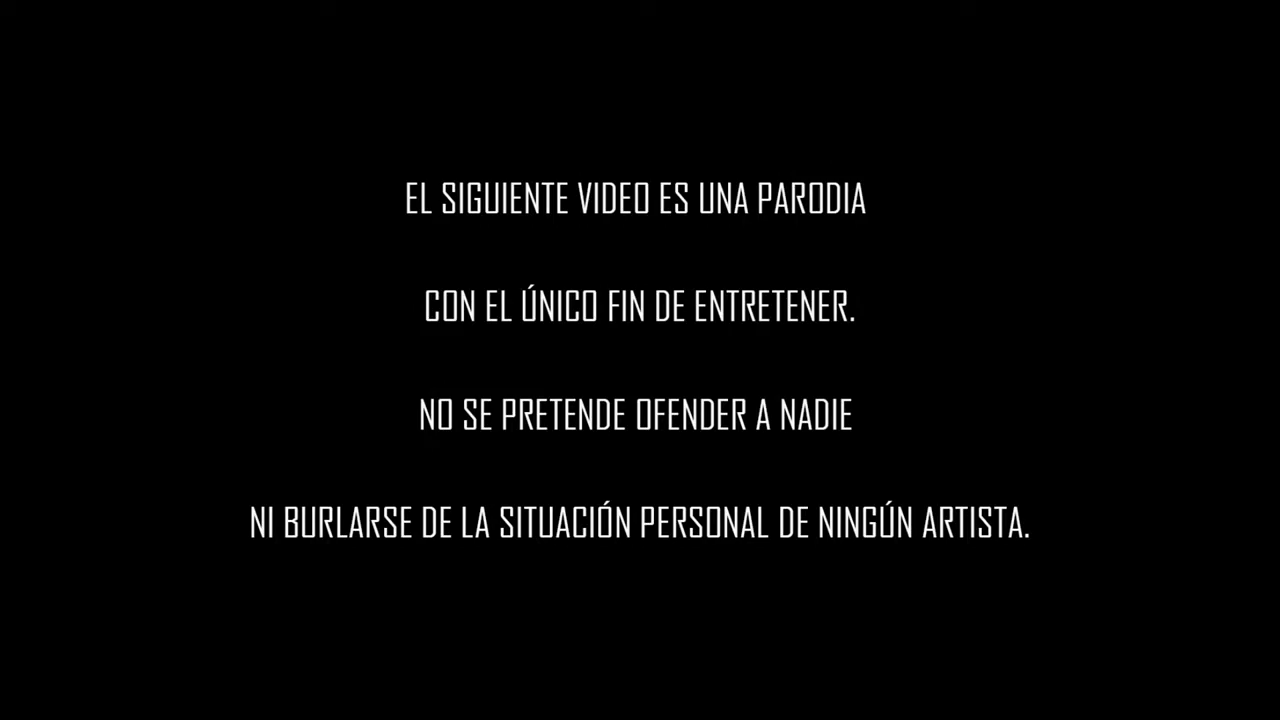 EL SIGUIENTE VIDEO ES UNA PARODIA
CON EL ÚNICO FIN DE ENTRETENER.
NO SE PRETENDE OFENDER A NADIE
NI BURLARSE DE LA SITUACIÓN PERSONAL DE NINGÚN ARTISTA.